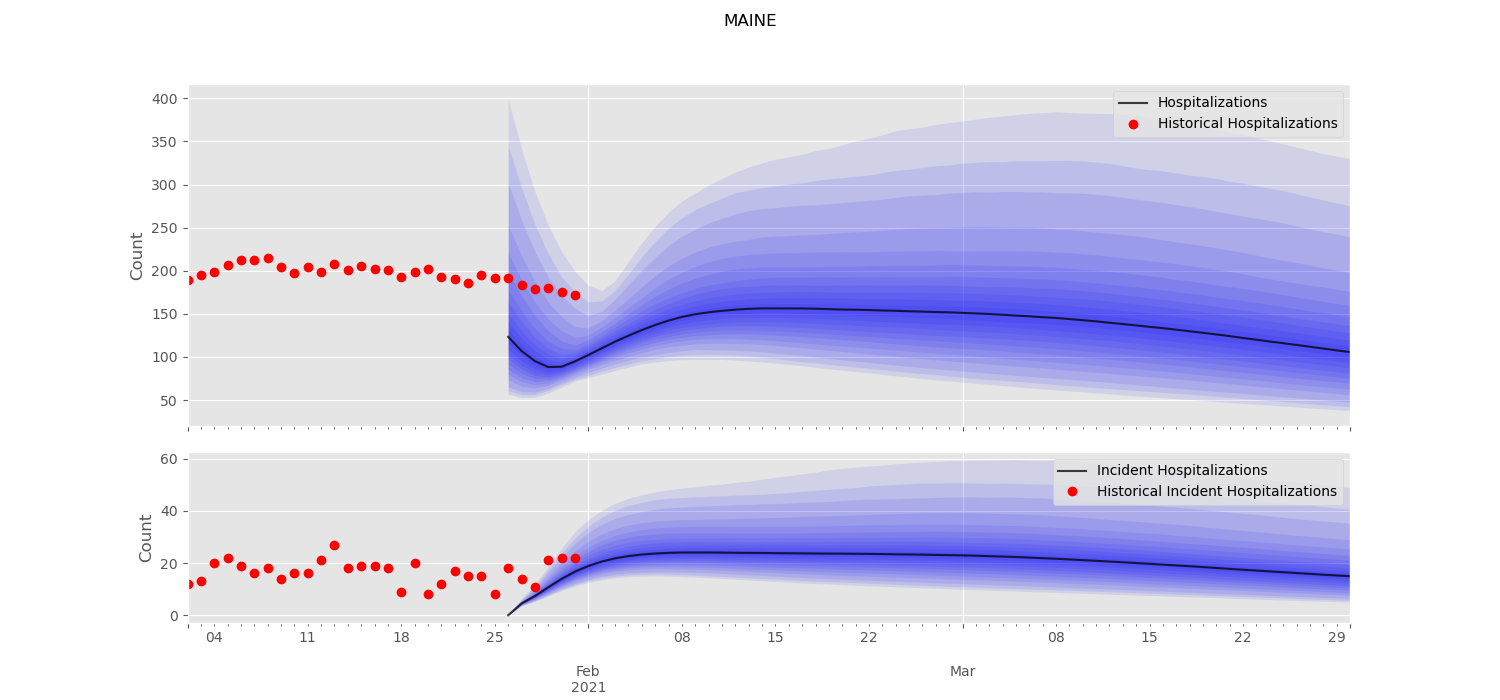 MAINE
400
350
300
250
200
150
100
50
Count
Hospitalizations
Historical Hospitalizations
60
40
20
0
Count
Incident Hospitalizations
Historical Incident Hospitalizations
04 11 18 25 08 15 22 08 15 22 29
Feb Mar
2021